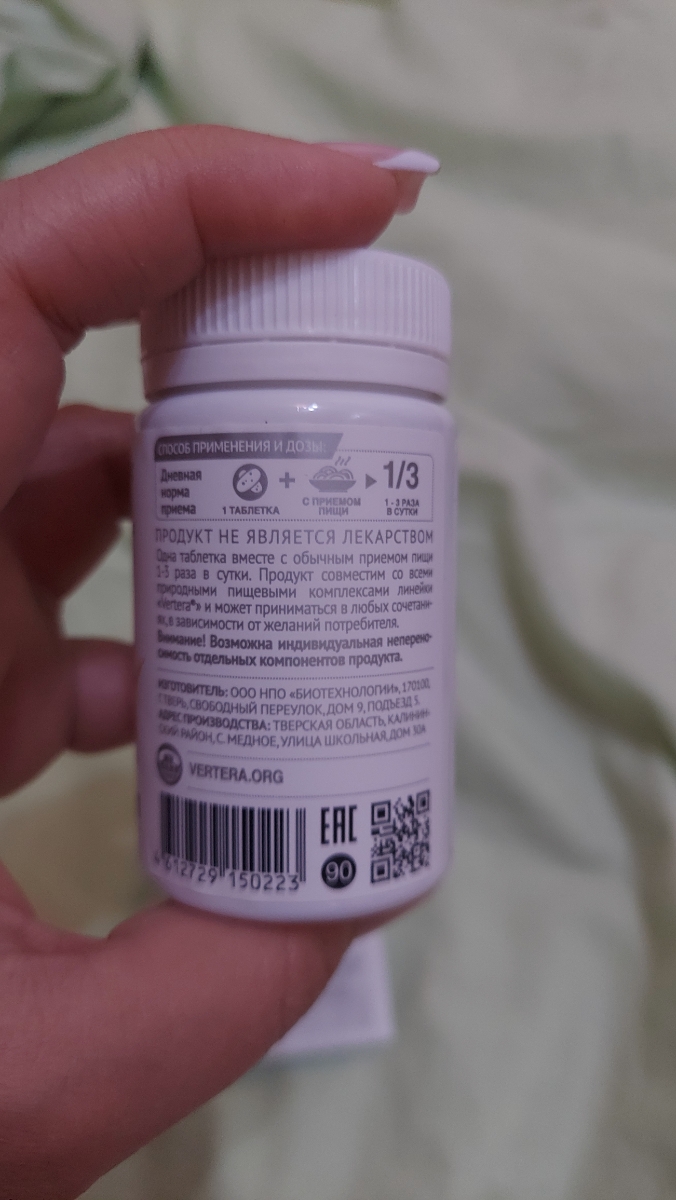 СПОСОБ ПРИМЕНЕНИЯ И ДОЗЫ:
Дневная
норма
приема
+
1/3
1 ТАБЛЕТКА
С ПРИЕМОМ
ПИЩИ
1 - 3 РАЗА
В СУТКИ
ПРОДУКТ НЕ ЯВЛЯЕТСЯ ЛЕКАРСТВОМ
Одна таблетка вместе с обычным приемом пищи
1-3 раза в сутки. Продукт совместим со всеми
природными пищевыми комплексами линейки
«Vertera®» и может приниматься в любых сочетани-
ях, в зависимости от желаний потребителя.
Внимание! Возможна индивидуальная неперено-
симость отдельных компонентов продукта.
ИЗГОТОВИТЕЛЬ: ООО НПО «БИОТЕХНОЛОГИИ», 170100,
Г. ТВЕРЬ, СВОБОДНЫЙ ПЕРЕУЛОК, ДОМ 9, ПОДЪЕЗД 5.
АДРЕС ПРОИЗВОДСТВА: ТВЕРСКАЯ ОБЛАСТЬ, КАЛИНИН-
СКИЙ РАЙОН, С. МЕДНОЕ, УЛИЦА ШКОЛЬНАЯ, ДОМ 30А
VERTERA.ORG
EAC
90
612729 150223